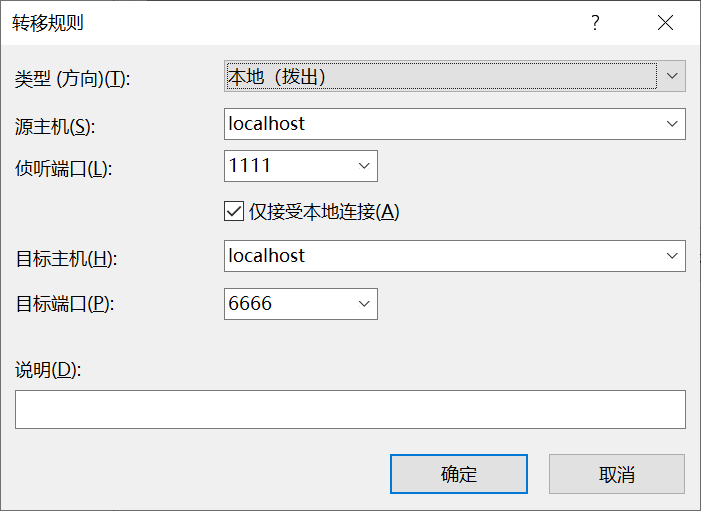 转移规则 ?
类型 (方向)(T): 本地（拨出）
源主机(S): localhost
侦听端口(L): 1111
仅接受本地连接(A)
目标主机(H): localhost
目标端口(P): 6666
说明(D):
确定 取消